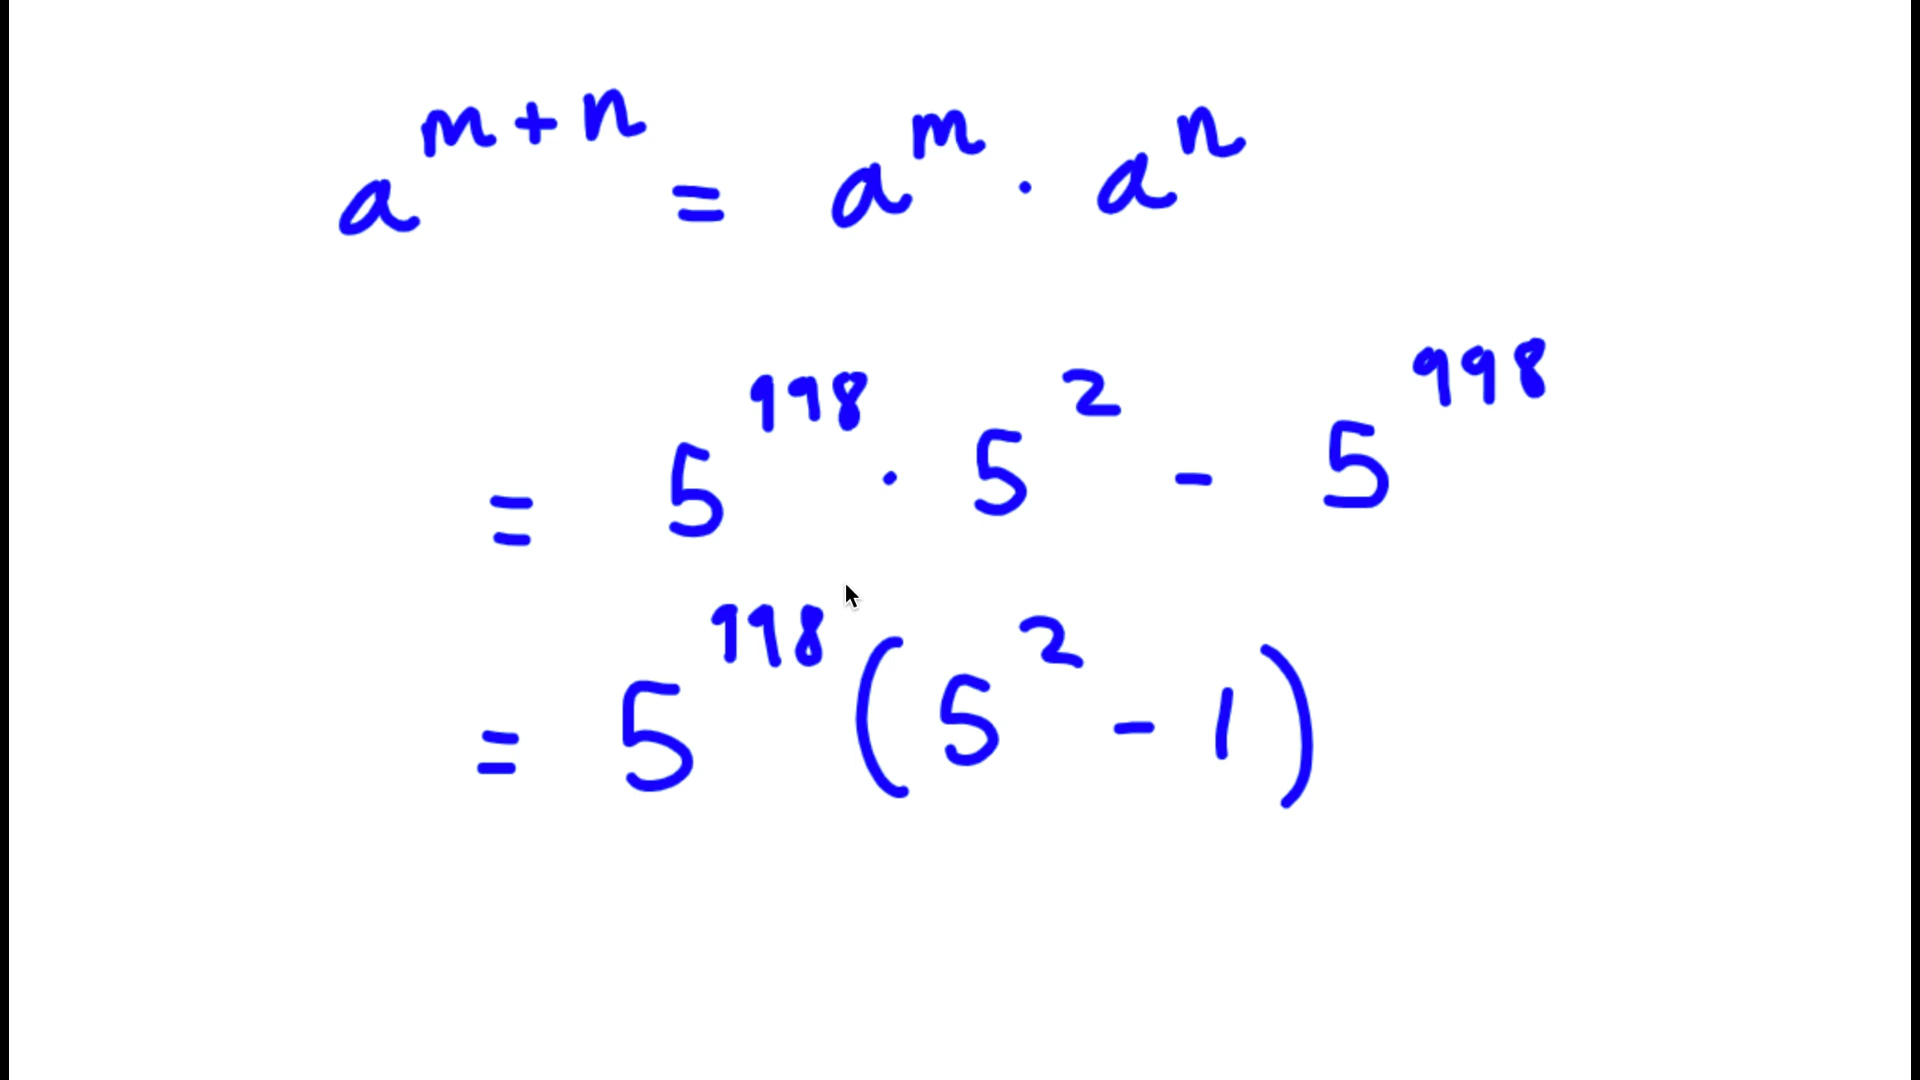 a^{m+n} = a^m · a^n
= 5^{998} · 5^2 - 5^{998}
= 5^{998} (5^2 - 1)